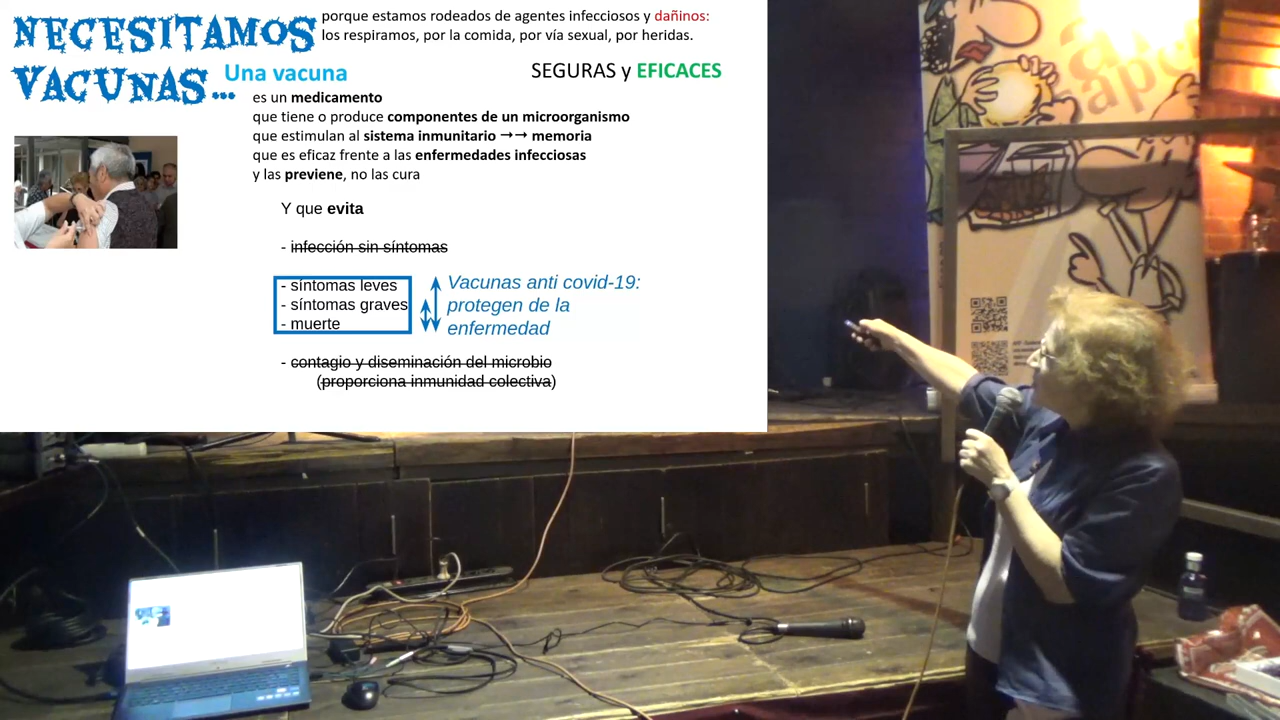 NECESITAMOS
VACUNAS...
porque estamos rodeados de agentes infecciosos y dañinos:
los respiramos, por la comida, por vía sexual, por heridas.
Una vacuna
SEGURAS y EFICACES
es un medicamento
que tiene o produce componentes de un microorganismo
que estimulan al sistema inmunitario →→ memoria
que es eficaz frente a las enfermedades infecciosas
y las previene, no las cura
Y que evita
- infección sin síntomas
- síntomas leves
- síntomas graves
- muerte
Vacunas anti covid-19:
protegen de la
enfermedad
- contagio y diseminación del microbio
(proporciona inmunidad colectiva)